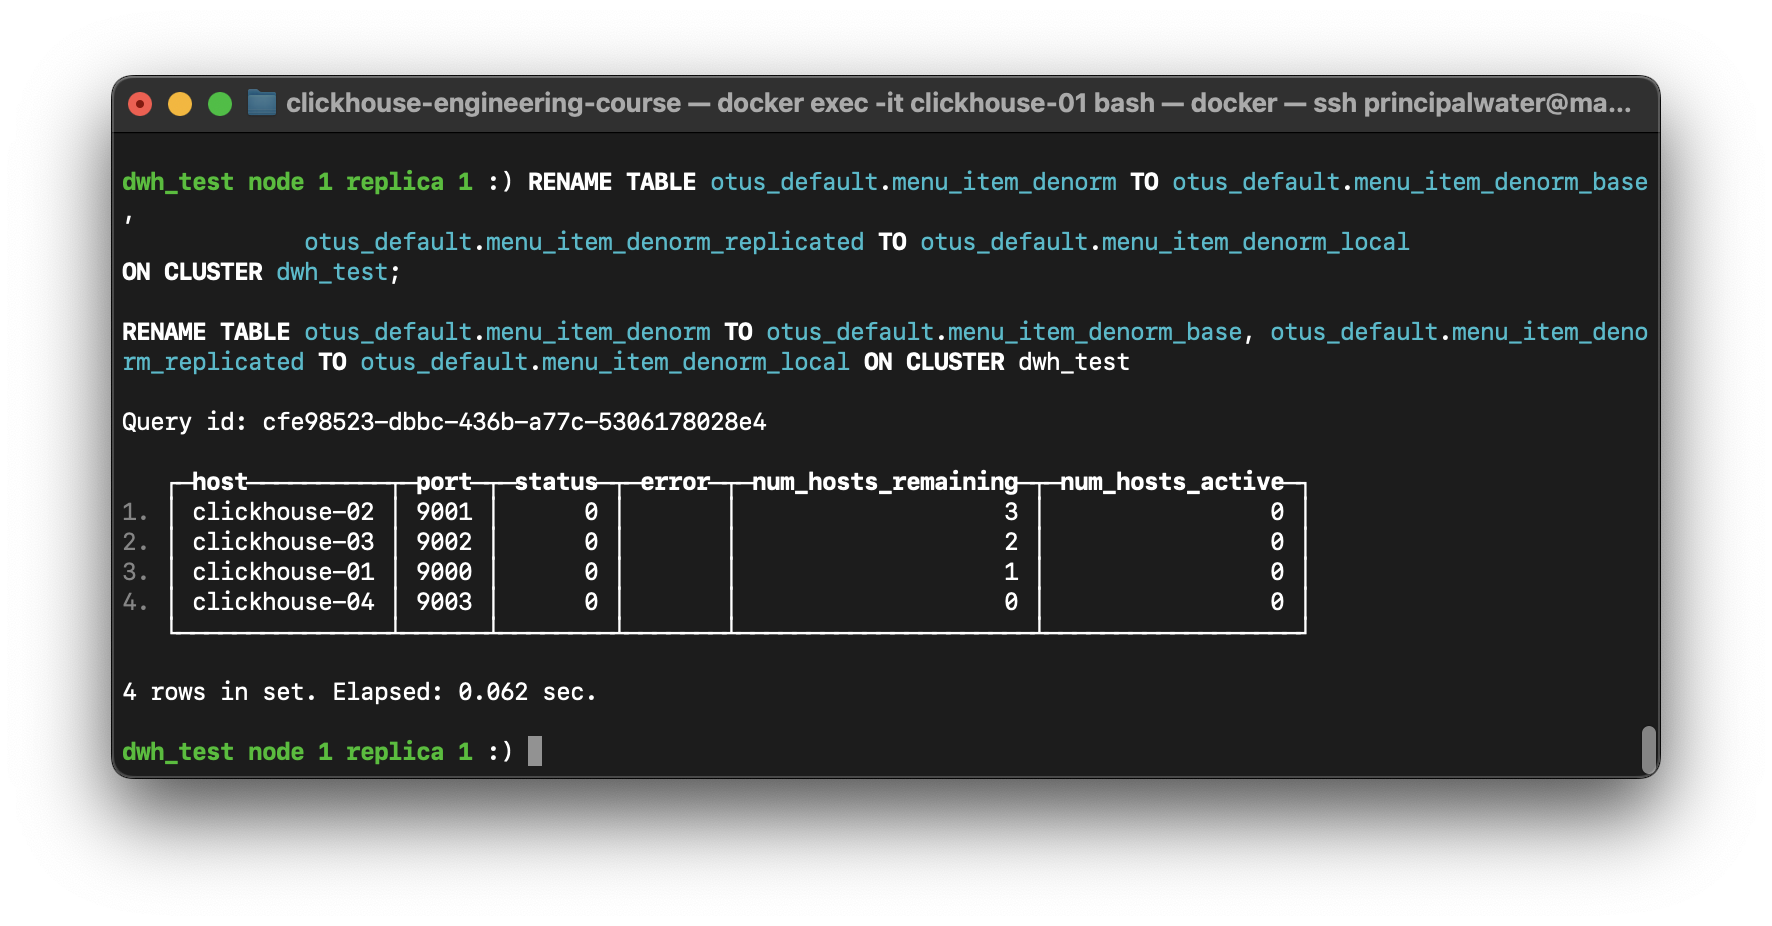 clickhouse-engineering-course — docker exec -it clickhouse-01 bash — docker — ssh principalwater@ma...
dwh_test node 1 replica 1 :) RENAME TABLE otus_default.menu_item_denorm TO otus_default.menu_item_denorm_base
,
otus_default.menu_item_denorm_replicated TO otus_default.menu_item_denorm_local
ON CLUSTER dwh_test;
RENAME TABLE otus_default.menu_item_denorm TO otus_default.menu_item_denorm_base, otus_default.menu_item_deno
rm_replicated TO otus_default.menu_item_denorm_local ON CLUSTER dwh_test
Query id: cfe98523-dbbc-436b-a77c-5306178028e4
host port status error num_hosts_remaining num_hosts_active
1. clickhouse-02 9001 0 3 0
2. clickhouse-03 9002 0 2 0
3. clickhouse-01 9000 0 1 0
4. clickhouse-04 9003 0 0 0
4 rows in set. Elapsed: 0.062 sec.
dwh_test node 1 replica 1 :)